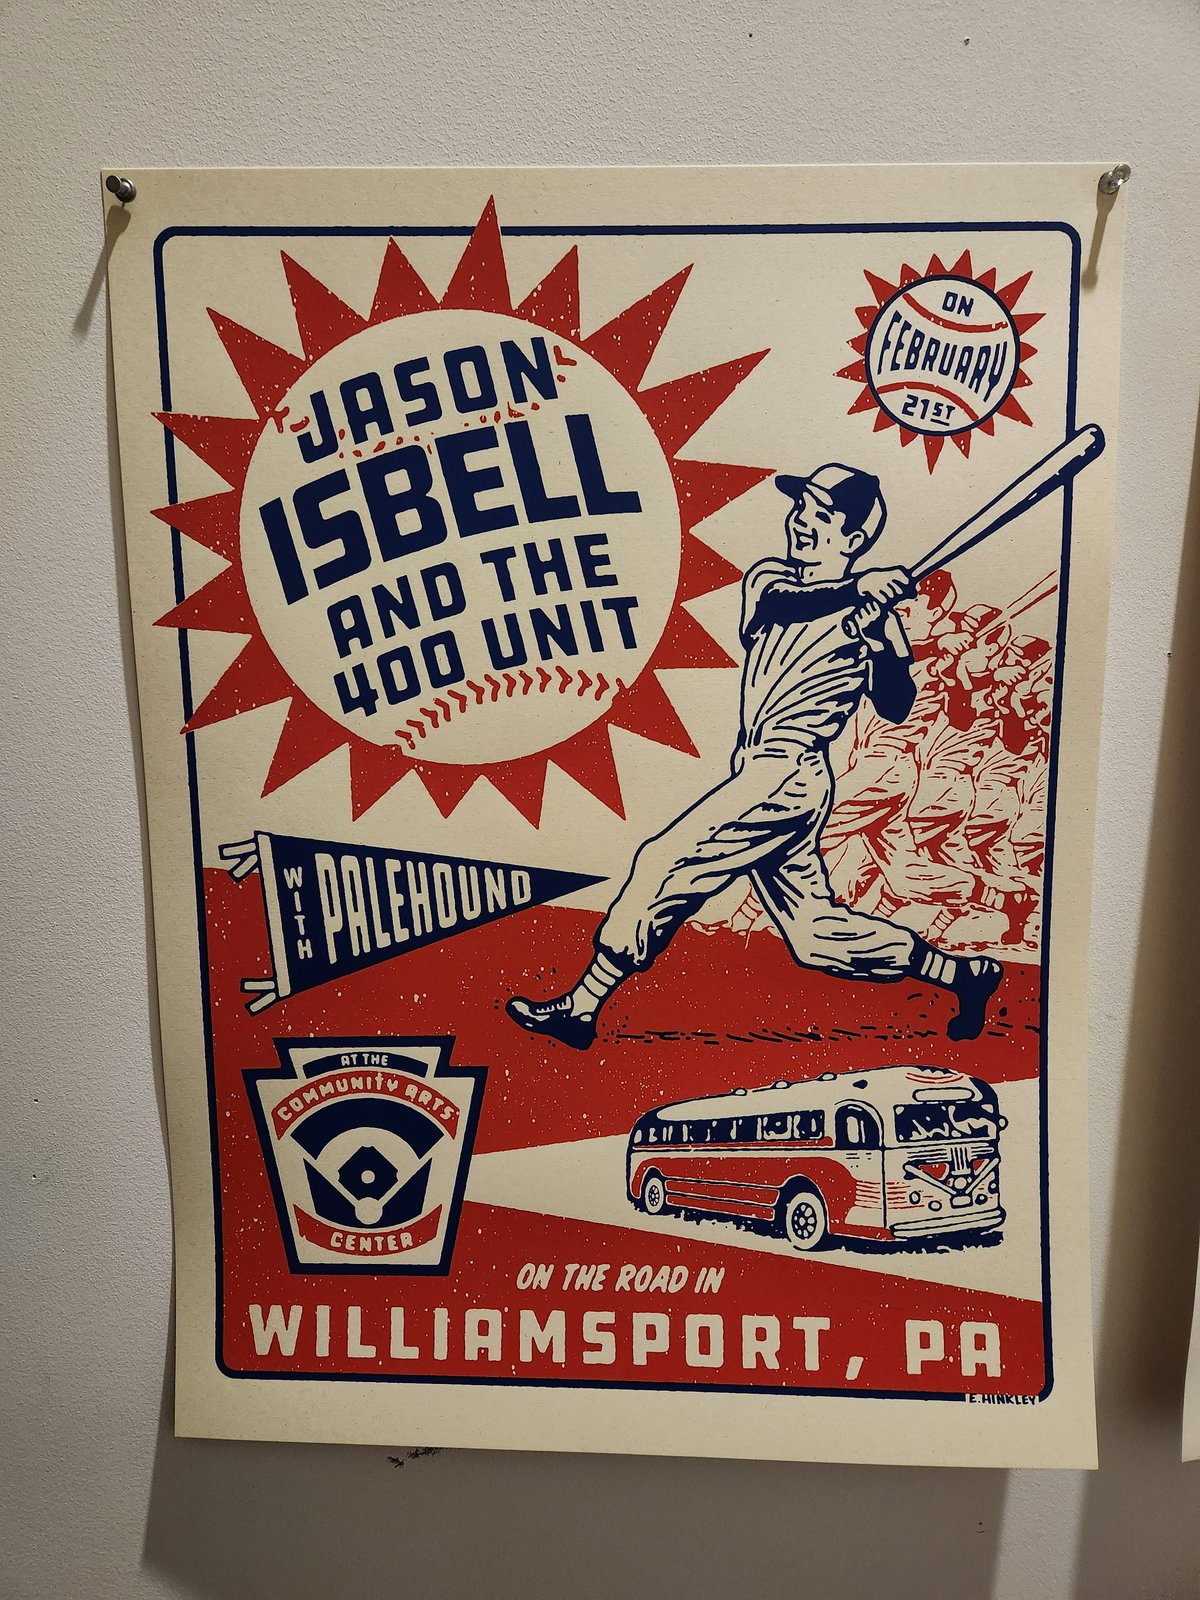 JASON
ISBELL
AND THE
400 UNIT
ON
FEBRUARY
21ST
WITH
PALEHOUND
AT THE
COMMUNITY ARTS
CENTER
ON THE ROAD IN
WILLIAMSPORT, PA
E. HINKLEY